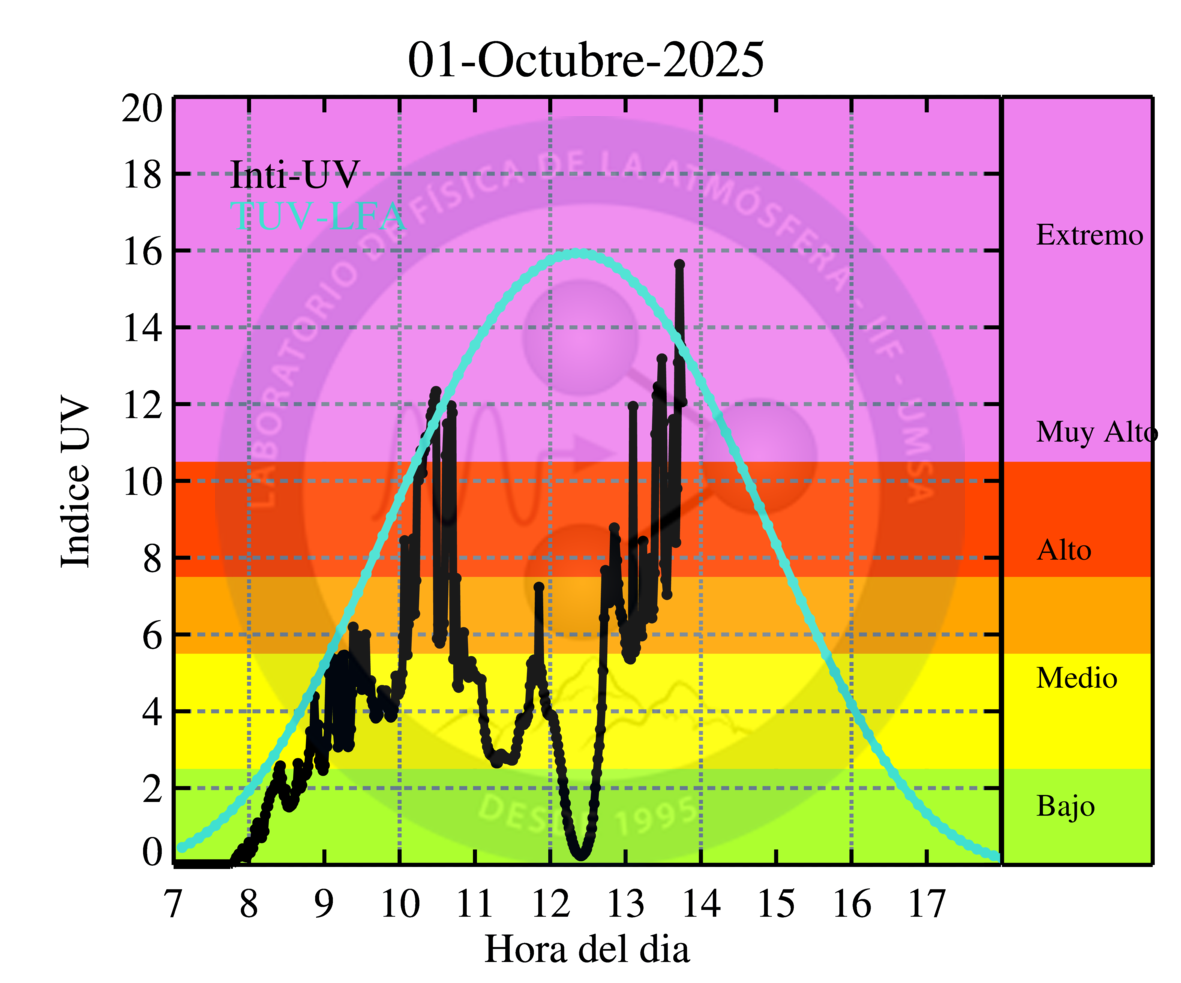 01-Octubre-2025
20
18
16
14
12
10
8
6
4
2
0
Indice UV
Inti-UV
TUV-LFA
LABORATORIO DE FÍSICA DE LA ATMÓSFERA - IIF - UMSA
DESDE 1995
Extremo
Muy Alto
Alto
Medio
Bajo
7 8 9 10 11 12 13 14 15 16 17
Hora del dia